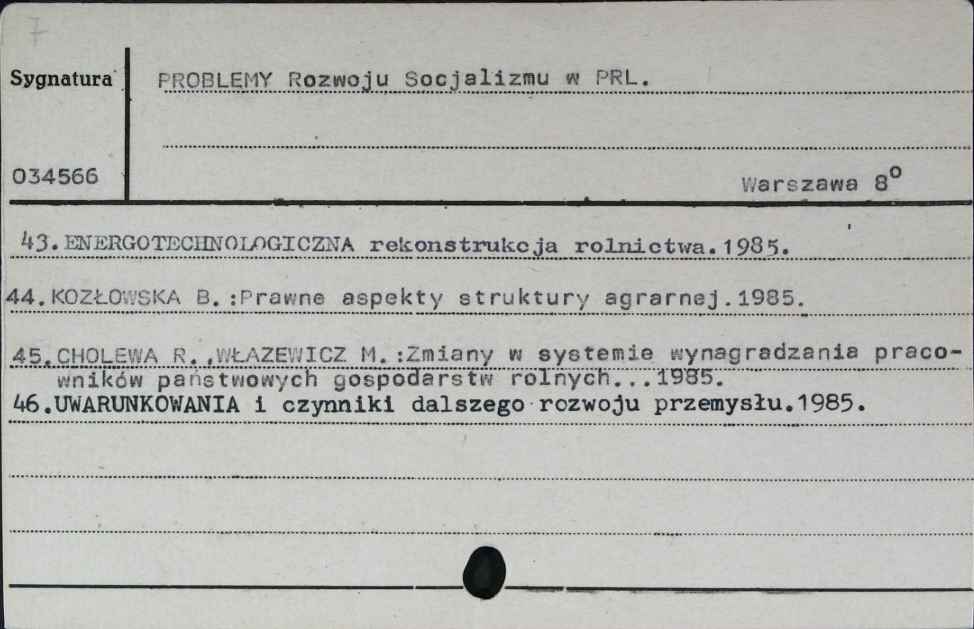 7
Sygnatura
PROBLEMY Rozwoju Socjalizmu w PRL.
034566
Warszawa 8°
43.ENERGOTECHNOLOGICZNA rekonstrukcja rolnictwa.1985.
44.KOZŁOWSKA B.:Prawne aspekty struktury agrarnej.1985.
45.CHOLEWA R.,WŁAZEWICZ M.:Zmiany w systemie wynagradzania praco-
wników państwowych gospodarstw rolnych...1985.
46.UWARUNKOWANIA i czynniki dalszego rozwoju przemysłu.1985.